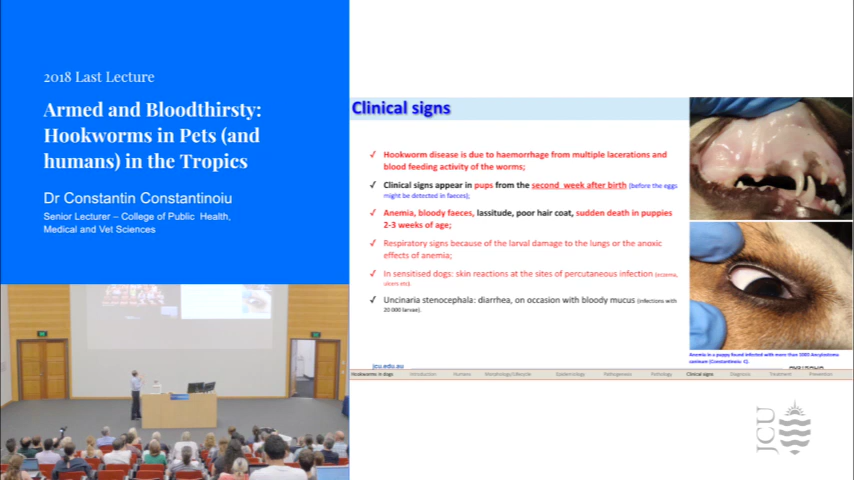 2018 Last Lecture
Armed and Bloodthirsty:
Hookworms in Pets (and
humans) in the Tropics
Dr Constantin Constantinoiu
Senior Lecturer – College of Public Health,
Medical and Vet Sciences
Clinical signs
✓ Hookworm disease is due to haemorrhage from multiple lacerations and
blood feeding activity of the worms;
✓ Clinical signs appear in pups from the second week after birth (before the eggs
might be detected in faeces);
✓ Anemia, bloody faeces, lassitude, poor hair coat, sudden death in puppies
2-3 weeks of age;
✓ Respiratory signs because of the larval damage to the lungs or the anoxic
effects of anemia;
✓ In sensitised dogs: skin reactions at the sites of percutaneous infection (eczema,
ulcers etc)
✓ Uncinaria stenocephala: diarrhea, on occasion with bloody mucus (infections with
20 000 larvae).
Anemia in a puppy found infected with more than 1000 Ancylostoma
caninum (Constantinoiu C).
jcu.edu.au
AUSTRALIA
Hookworms in dogs Introduction Humans Morphology/Lifecycle Epidemiology Pathogenesis Pathology Clinical signs Diagnosis Treatment Prevention
JCU